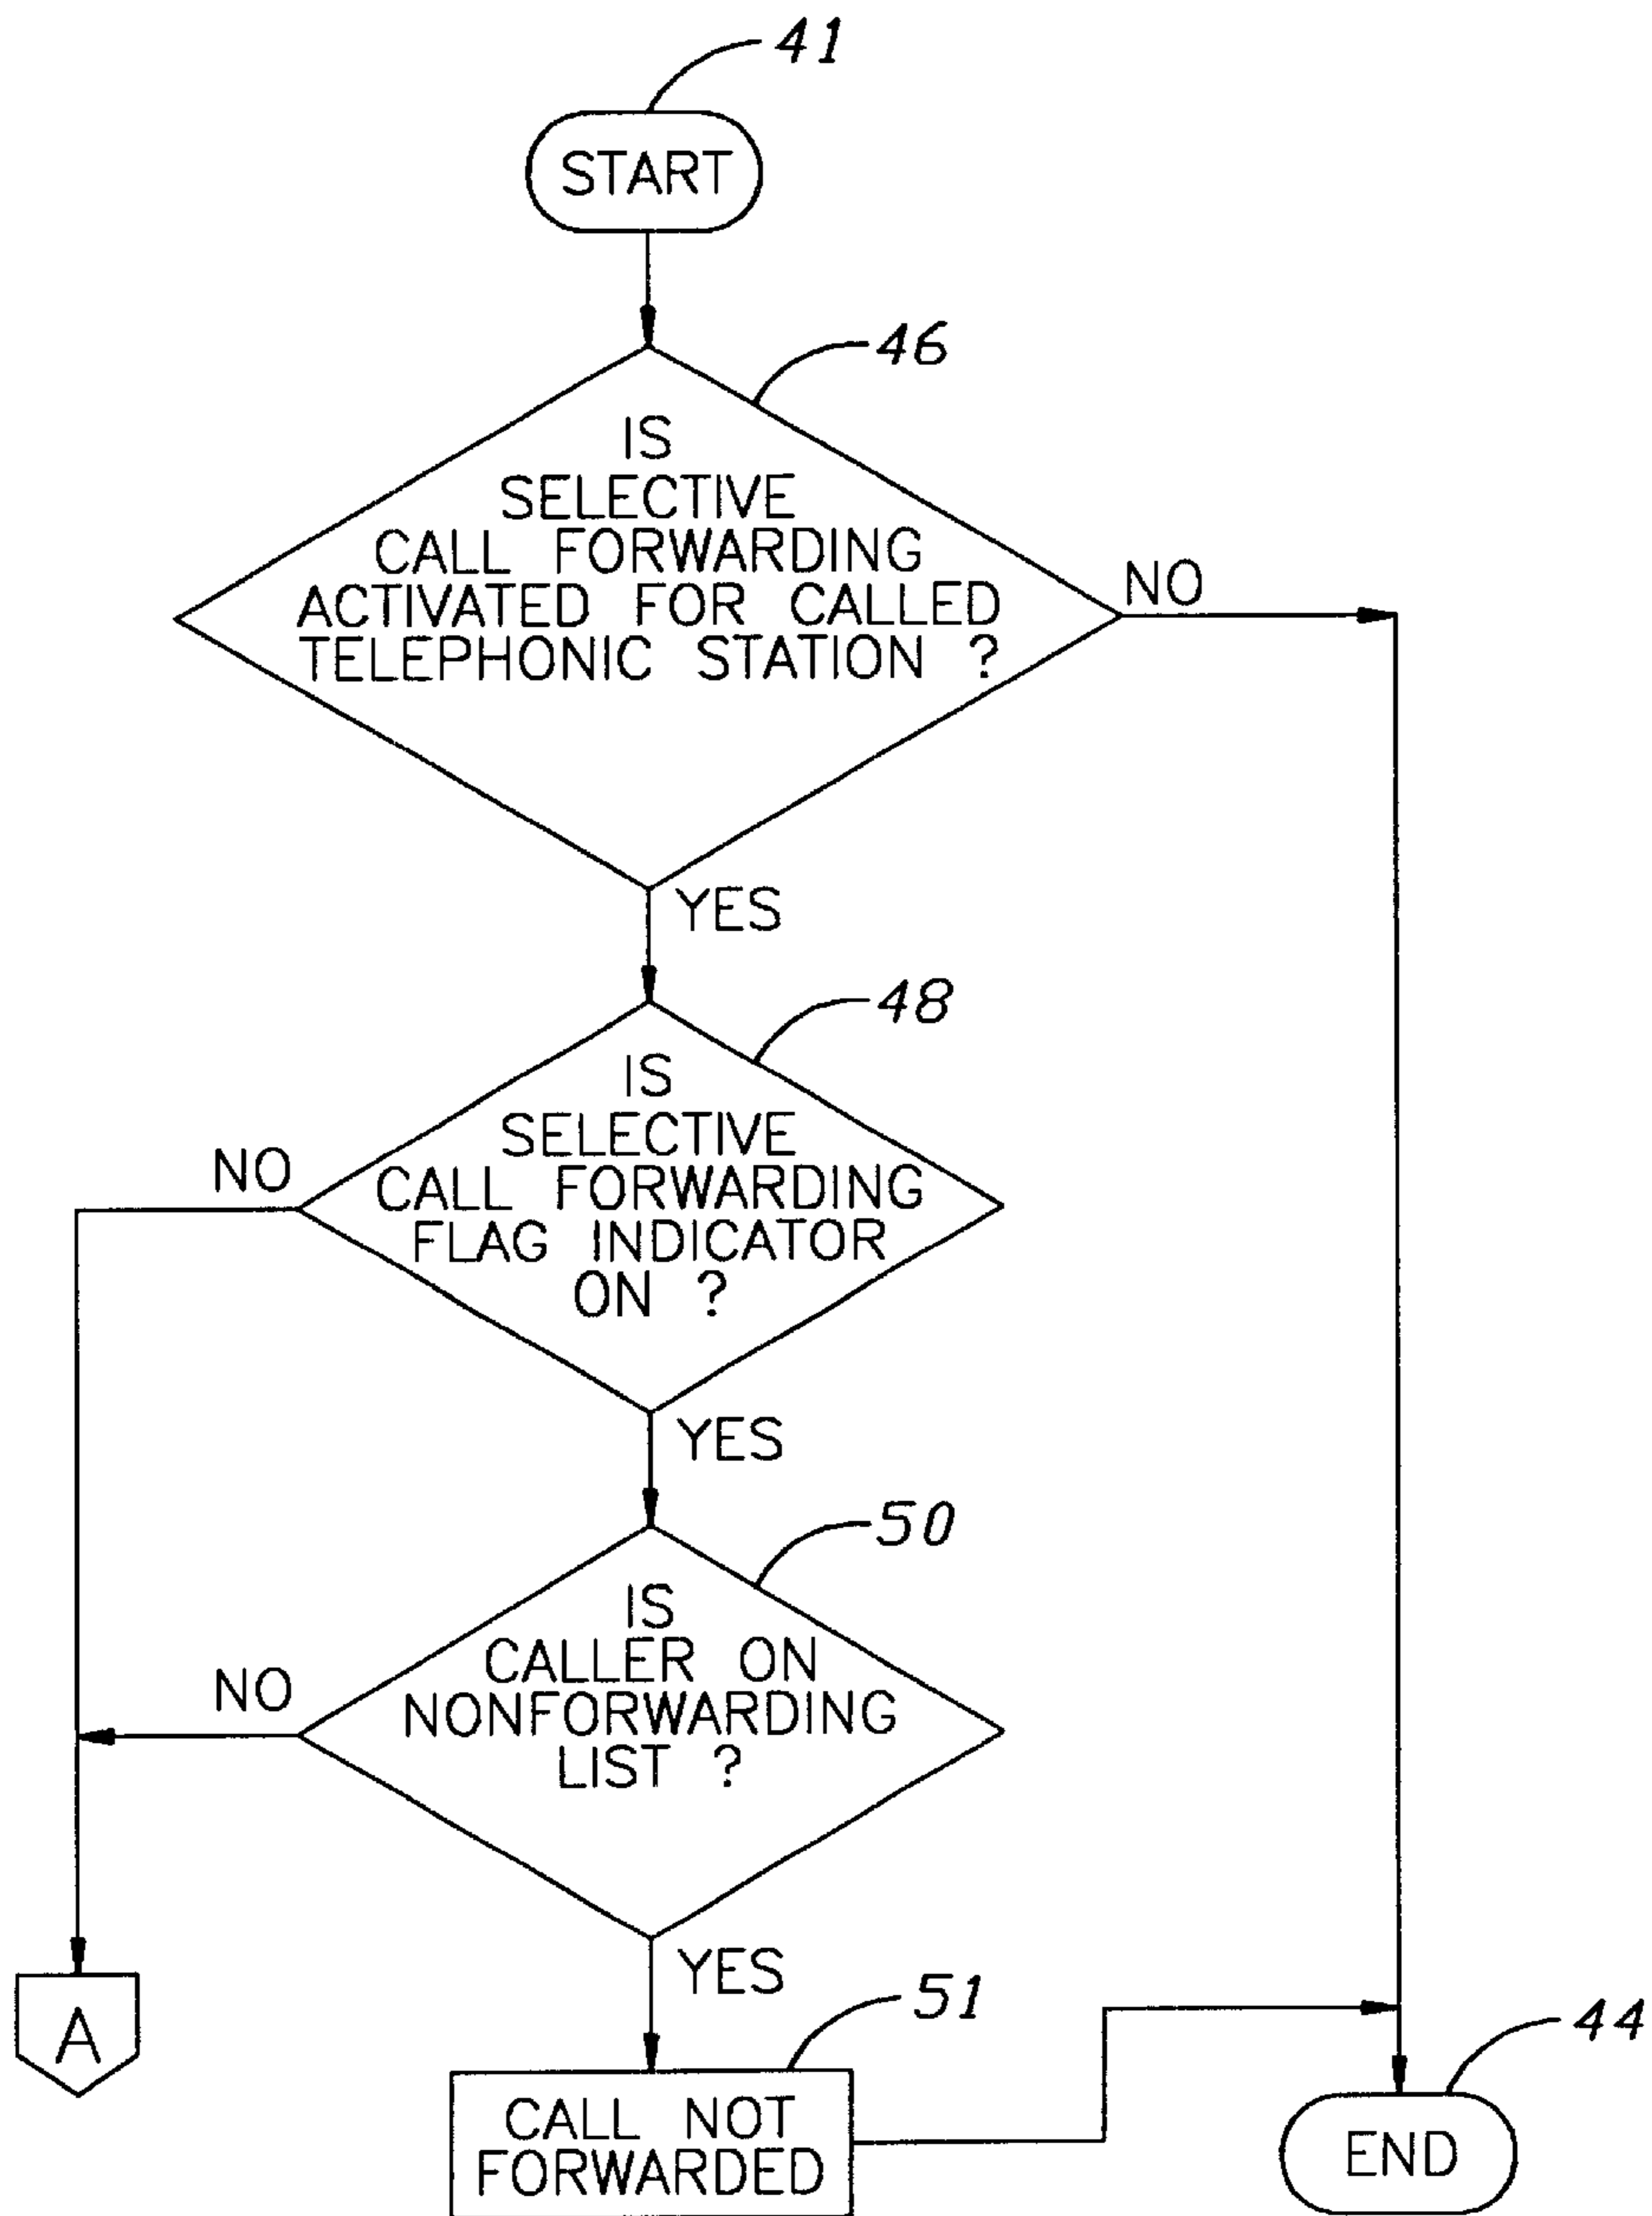 41
START
46
IS
SELECTIVE
CALL FORWARDING
ACTIVATED FOR CALLED
TELEPHONIC STATION ?
NO
YES
48
IS
SELECTIVE
CALL FORWARDING
FLAG INDICATOR
ON ?
NO
YES
50
IS
CALLER ON
NONFORWARDING
LIST ?
NO
YES
A
51
CALL NOT
FORWARDED
44
END